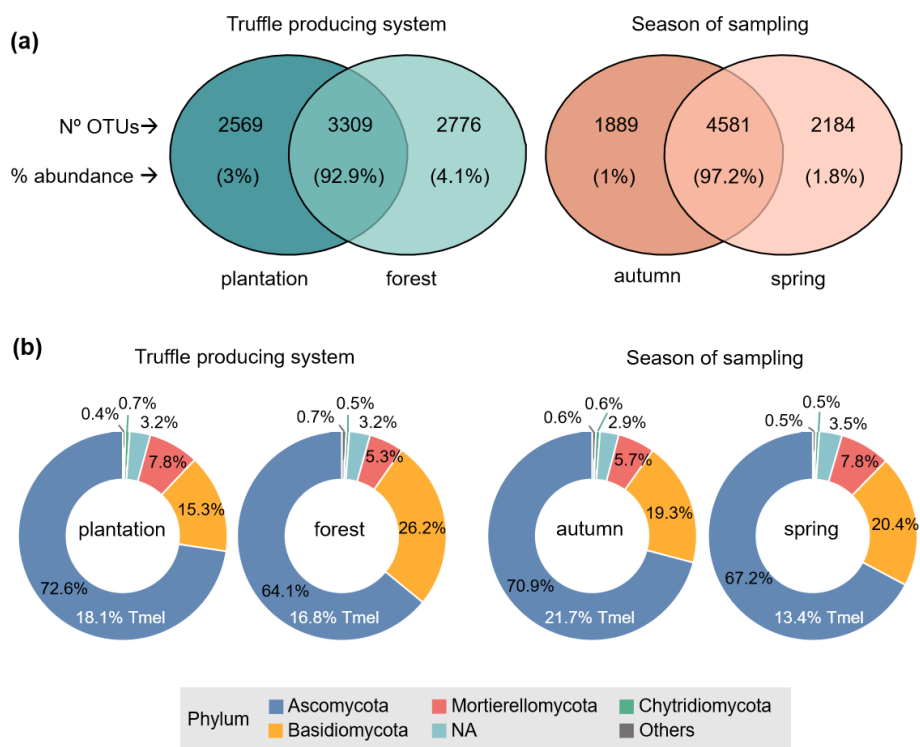 (a)
Truffle producing system
Season of sampling
Nº OTUs→
2569 3309 2776
1889 4581 2184
% abundance →
(3%) (92.9%) (4.1%)
(1%) (97.2%) (1.8%)
plantation forest
autumn spring
(b)
Truffle producing system
Season of sampling
0.4% 0.7% 3.2%
7.8%
15.3%
plantation
72.6%
18.1% Tmel
0.7% 0.5% 3.2%
5.3%
26.2%
forest
64.1%
16.8% Tmel
0.6% 0.6% 2.9%
5.7%
19.3%
autumn
70.9%
21.7% Tmel
0.5% 0.5% 3.5%
7.8%
20.4%
spring
67.2%
13.4% Tmel
Phylum
Ascomycota Mortierellomycota Chytridiomycota
Basidiomycota NA Others